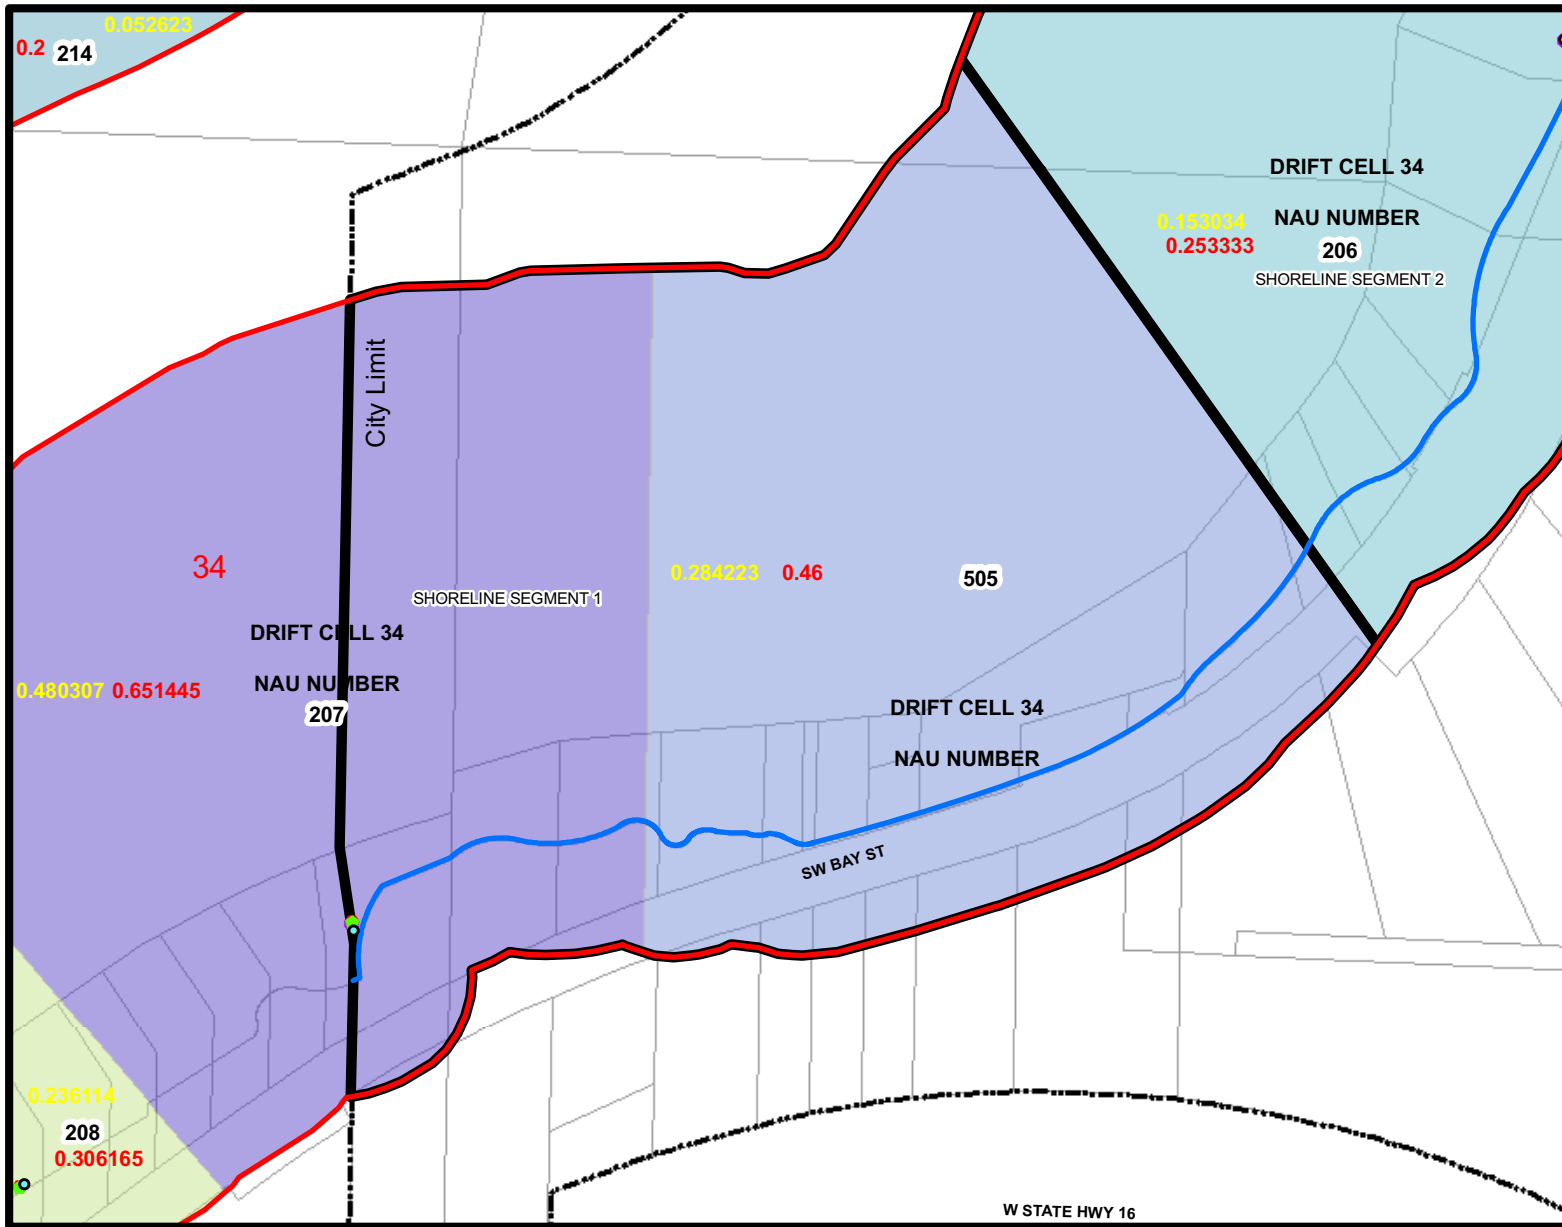 0.052623
0.2 214
DRIFT CELL 34
NAU NUMBER
0.153034
0.253333
206
SHORELINE SEGMENT 2
City Limit
34
SHORELINE SEGMENT 1
0.284223 0.46
505
DRIFT CELL 34
NAU NUMBER
0.480307 0.651445
207
DRIFT CELL 34
NAU NUMBER
SW BAY ST
0.236114
208
0.306165
W STATE HWY 16